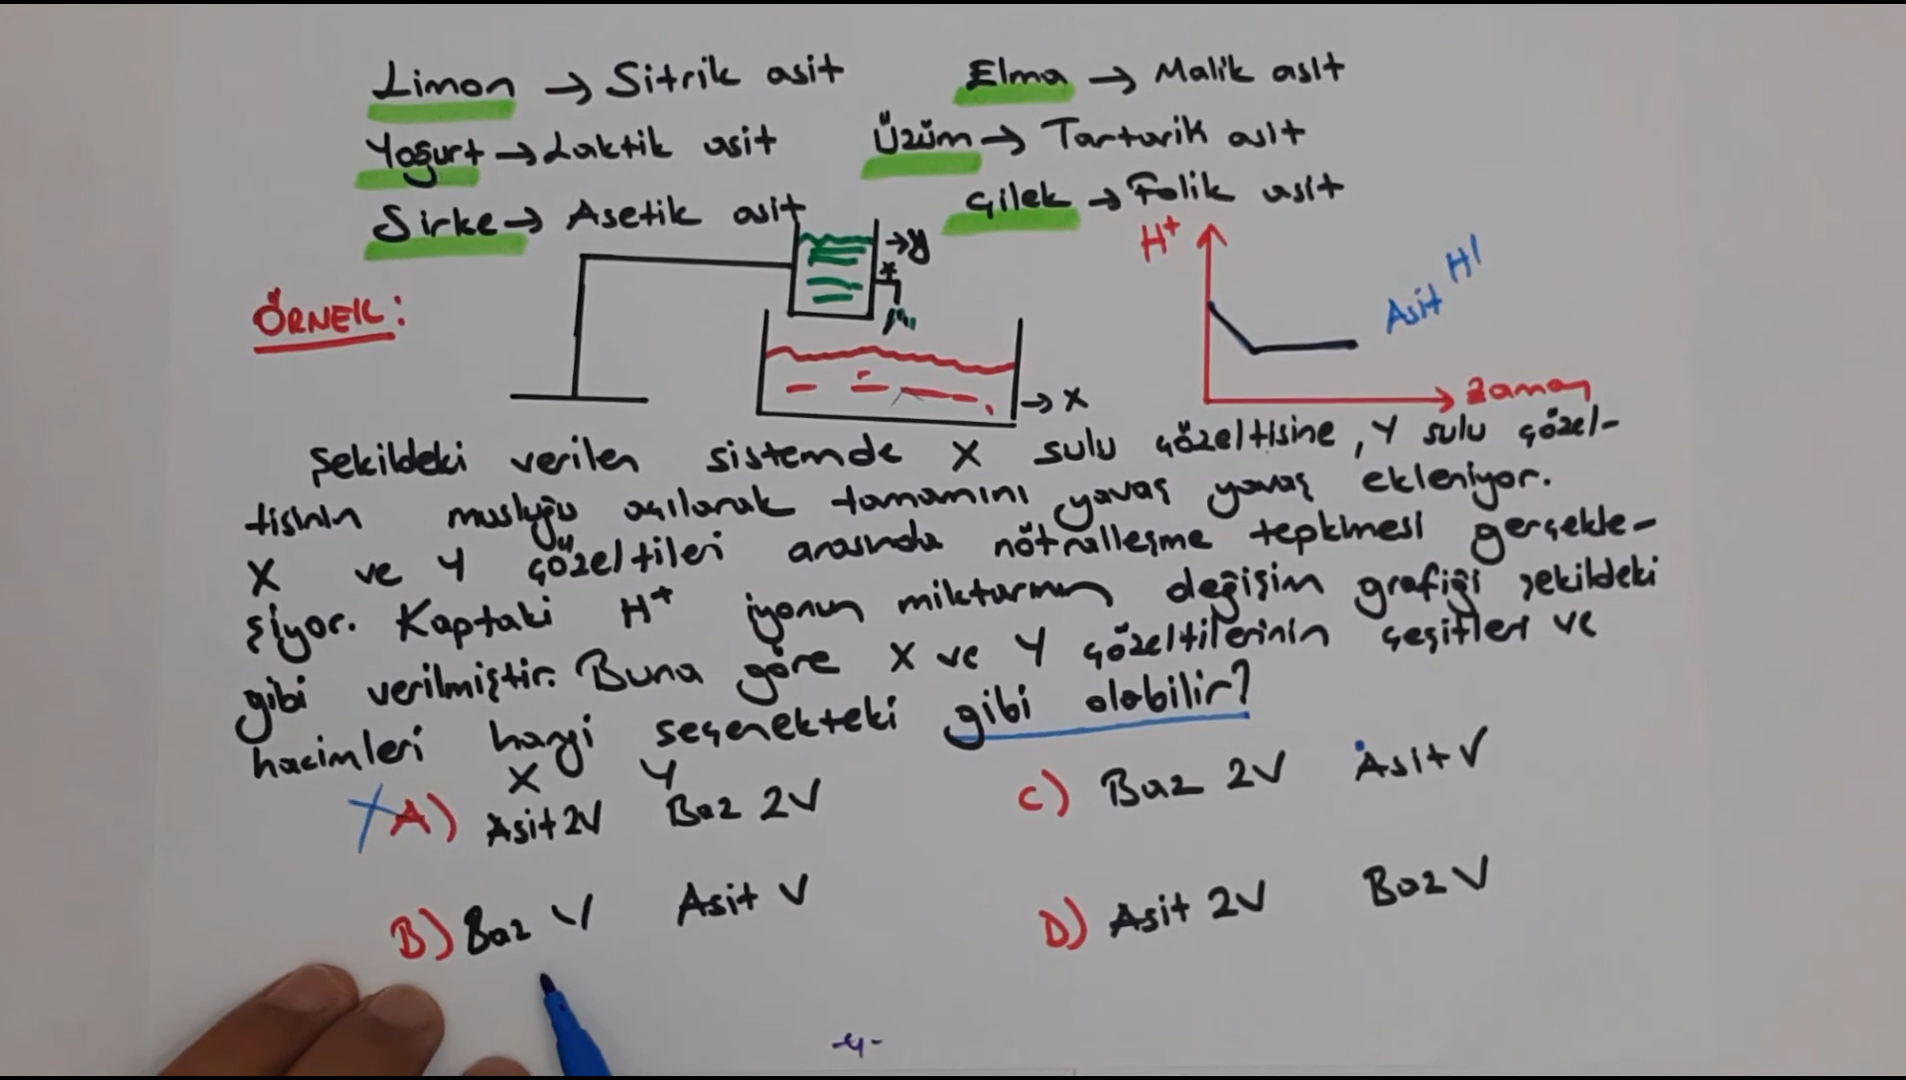 Limon → Sitrik asit
Elma → Malik asit
Yoğurt → Laktik asit
Üzüm → Tartarik asit
Sirke → Asetik asit
Çilek → Folik asit
→ y
H+
Asit H+
ÖRNEK:
→ X
Zaman
Şekildeki verilen sistemde X sulu çözeltisine, Y sulu çözel-
tisinin musluğu açılarak tamamını yavaş yavaş ekleniyor.
X ve Y çözeltileri arasında nötralleşme tepkimesi gerçekle-
şiyor. Kaptaki H+ iyonun miktarının değişim grafiği şekildeki
gibi verilmiştir. Buna göre X ve Y çözeltilerinin çeşitleri ve
hacimleri hangi seçenekteki gibi olabilir?
X Y
A) Asit 2V Baz 2V
C) Baz 2V Asit V
B) Baz V Asit V
D) Asit 2V Baz V
-4-